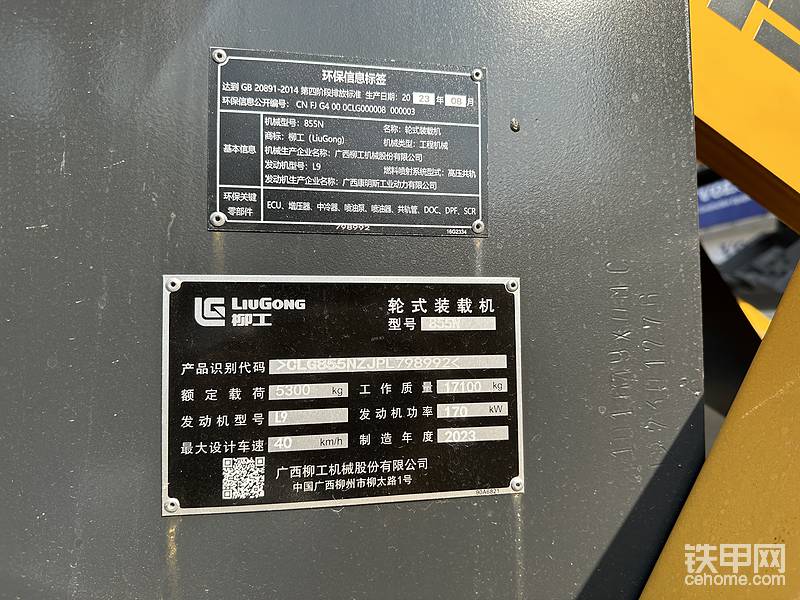 环保信息标签
达到 GB 20891-2014 第四阶段排放标准 生产日期: 20 23 年 08 月
环保信息公开编号: CN FJ G4 00 0CLG000008 000003
基本信息
机械型号: 855N 名称: 轮式装载机
商标: 柳工 (LiuGong) 机械类型: 工程机械
机械生产企业名称: 广西柳工机械股份有限公司
发动机型号: L9 燃料喷射系统型式: 高压共轨
发动机生产企业名称: 广西康明斯工业动力有限公司
环保关键零部件
ECU、增压器、中冷器、喷油泵、喷油器、共轨管、DOC、DPF、SCR
798992
16G2334
LIUGONG
柳工
轮式装载机
型号 855N
产品识别代码 >CLG855NZJPL798992<
额定载荷 5300 kg 工作质量 17100 kg
发动机型号 L9 发动机功率 170 kW
最大设计车速 40 km/h 制造年度 2023
广西柳工机械股份有限公司
中国广西柳州市柳太路1号
90A6821
铁甲网
cehome.com